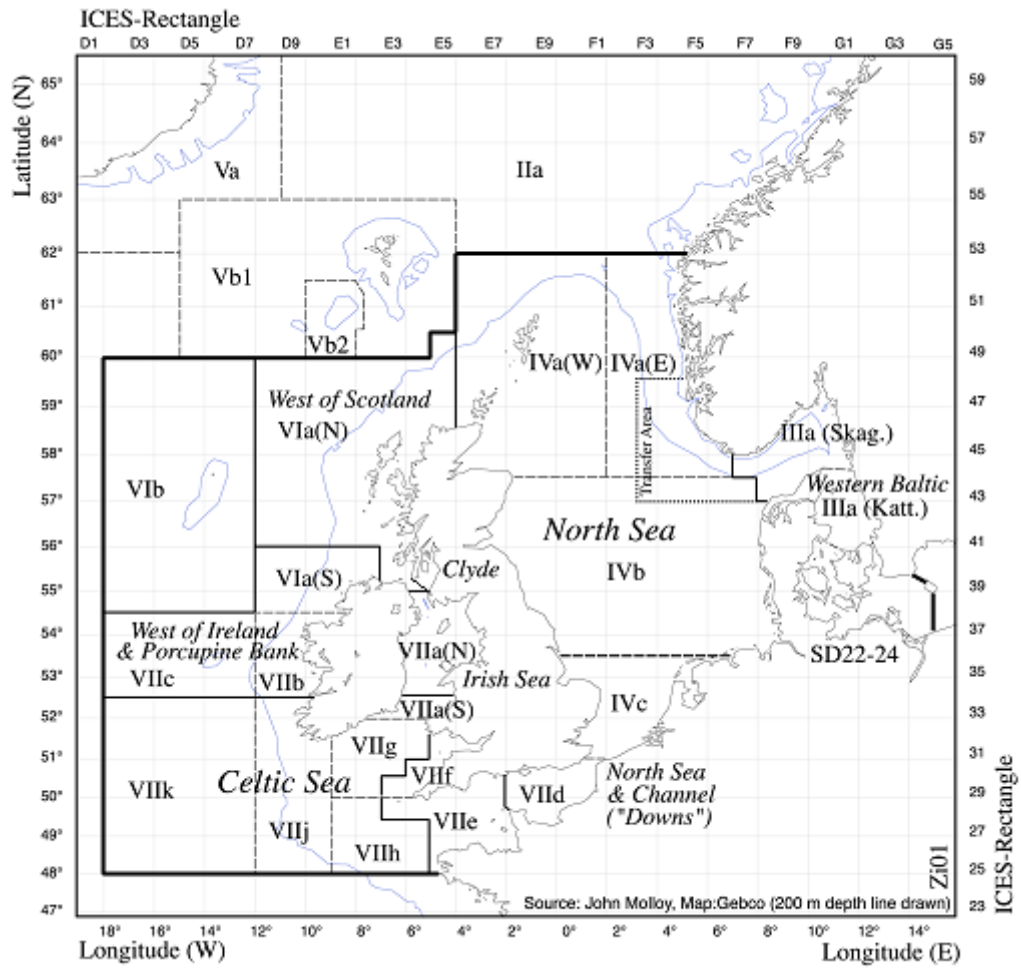 ICES-Rectangle
D1 D3 D5 D7 D9 E1 E3 E5 E7 E9 F1 F3 F5 F7 F9 G1 G3 G5
Latitude (N)
65° 59
64° 57
Va IIa
63° 55
62° 53
Vb1
61° 51
Vb2
60° 49
IVa(W) IVa(E)
West of Scotland
VIa(N)
59° 47
Transfer Area
IIIa (Skag.)
58° 45
VIb
Western Baltic
IIIa (Katt.)
57° 43
North Sea
56° 41
VIa(S) Clyde IVb
55° 39
West of Ireland
& Porcupine Bank
54° 37
VIIa(N) SD22-24
VIIc VIIb Irish Sea
53° 35
IVc
VIIa(S)
52° 33
VIIg
51° 31
Celtic Sea VIIf
VIIk VIId
North Sea
& Channel
("Downs")
50° 29
VIIj VIIe
49° 27
VIIh
48° 25
Zi01
ICES-Rectangle
Source: John Molloy, Map:Gebco (200 m depth line drawn)
47° 23
18° 16° 14° 12° 10° 8° 6° 4° 2° 0° 2° 4° 6° 8° 10° 12° 14°
Longitude (W) Longitude (E)